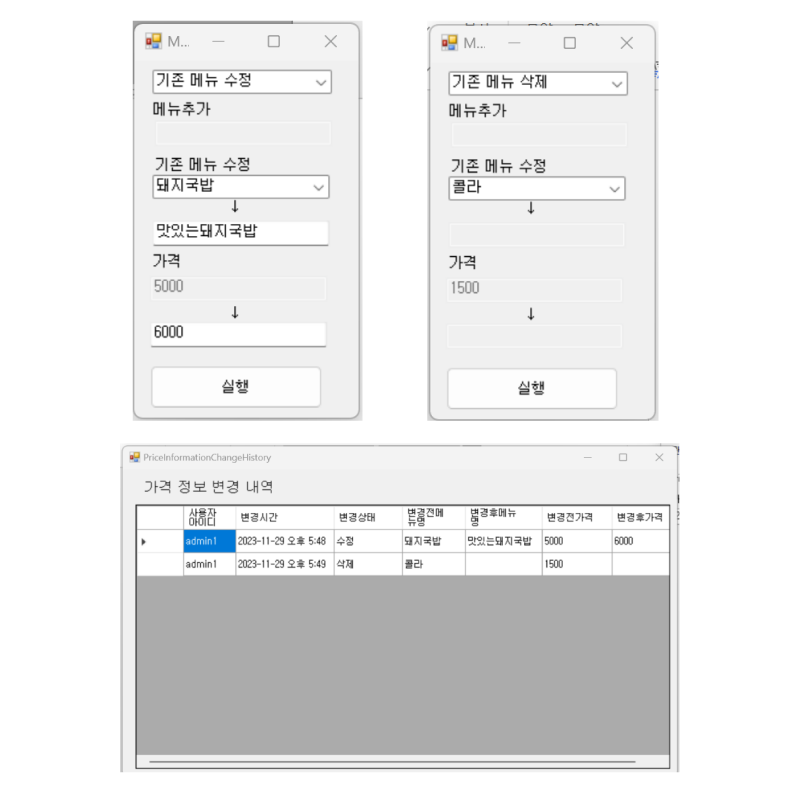 M...
기존 메뉴 수정
메뉴추가
기존 메뉴 수정
돼지국밥
↓
맛있는돼지국밥
가격
5000
↓
6000
실행
M...
기존 메뉴 삭제
메뉴추가
기존 메뉴 수정
콜라
↓
가격
1500
↓
실행
PriceInformationChangeHistory
가격 정보 변경 내역
사용자 아이디 변경시간 변경상태 변경전메뉴명 변경후메뉴명 변경전가격 변경후가격
admin1 2023-11-29 오후 5:48 수정 돼지국밥 맛있는돼지국밥 5000 6000
admin1 2023-11-29 오후 5:49 삭제 콜라 1500